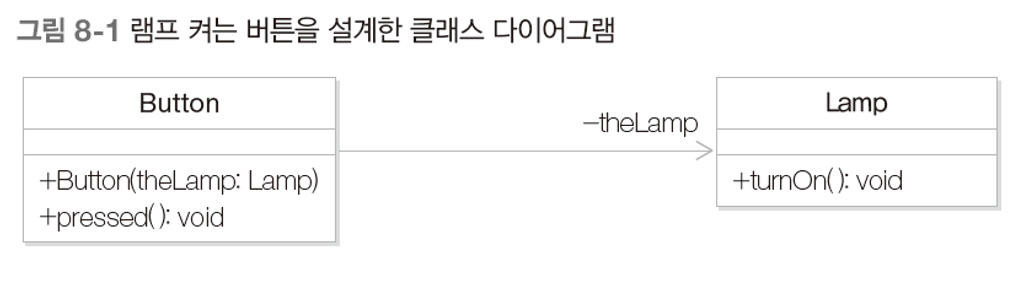 그림 8-1 램프 켜는 버튼을 설계한 클래스 다이어그램
Button
+Button(theLamp: Lamp)
+pressed( ): void
–theLamp
Lamp
+turnOn( ): void